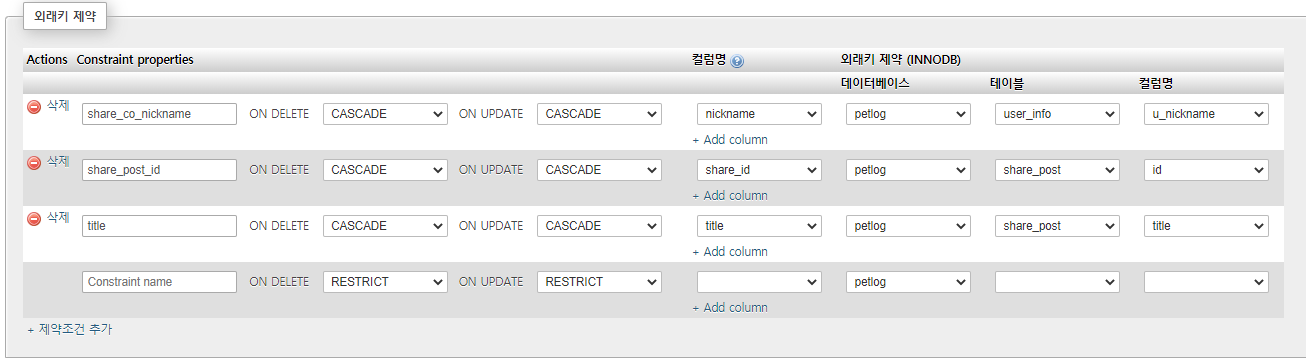 외래키 제약
Actions Constraint properties 컬럼명 외래키 제약 (INNODB)
데이터베이스 테이블 컬럼명
삭제 share_co_nickname ON DELETE CASCADE ON UPDATE CASCADE nickname petlog user_info u_nickname
+ Add column
삭제 share_post_id ON DELETE CASCADE ON UPDATE CASCADE share_id petlog share_post id
+ Add column
삭제 title ON DELETE CASCADE ON UPDATE CASCADE title petlog share_post title
+ Add column
Constraint name ON DELETE RESTRICT ON UPDATE RESTRICT petlog
+ Add column
+ 제약조건 추가